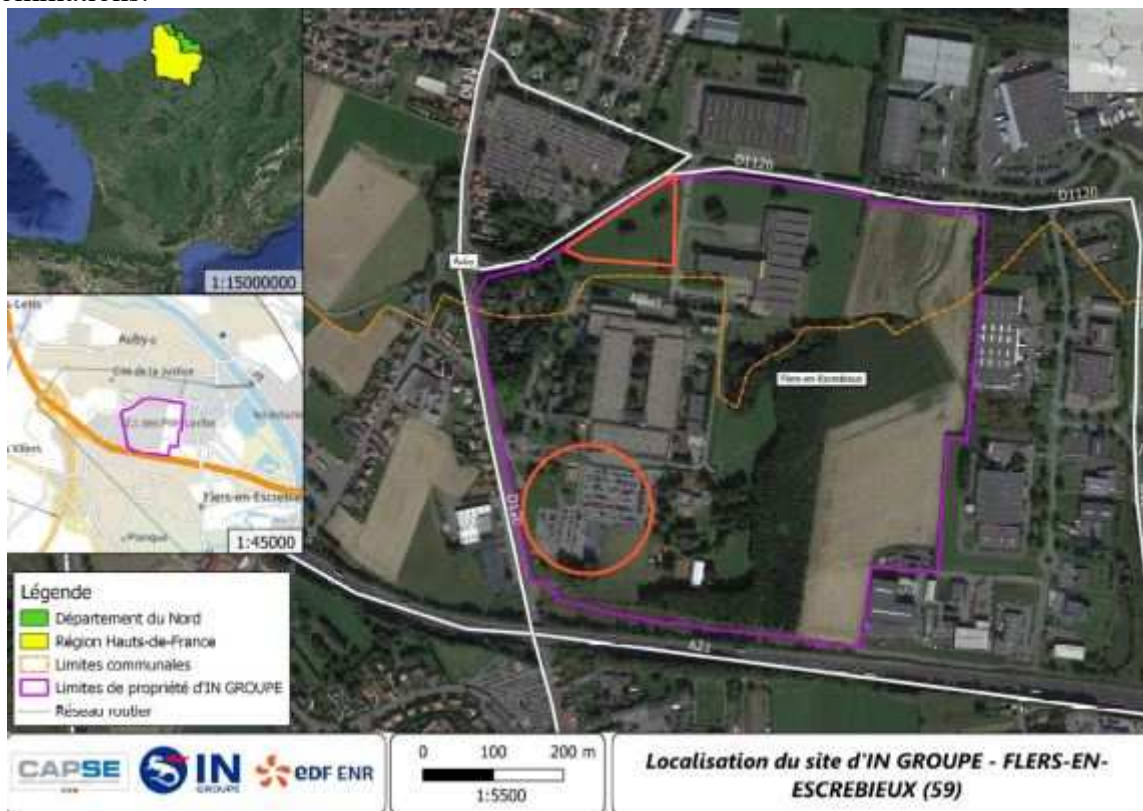 D1120
D1120
1:15000000
Auby
Flers-en-Escrebieux
Auby
Cité de la Justice
Flers-en-Escrebieux
Planque
1:45000
D120
A21
Légende
Département du Nord
Région Hauts-de-France
Limites communales
Limites de propriété d'IN GROUPE
Réseau routier
CAPSE
IN
GROUPE
eDF ENR
0 100 200 m
1:5500
Localisation du site d'IN GROUPE - FLERS-EN-
ESCREBIEUX (59)